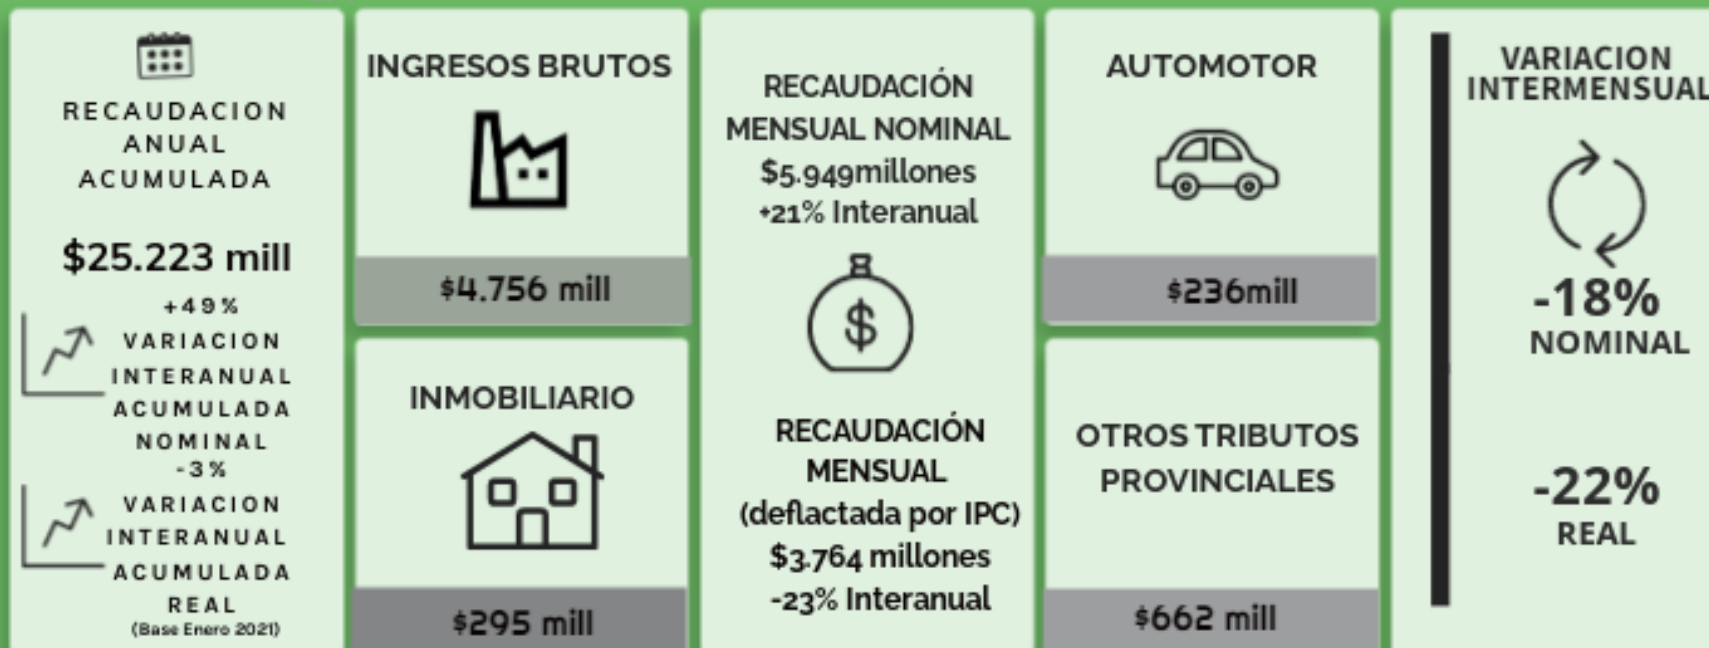 RECAUDACION
ANUAL
ACUMULADA
$25.223 mill
+49%
VARIACION
INTERANUAL
ACUMULADA
NOMINAL
-3%
VARIACION
INTERANUAL
ACUMULADA
REAL
(Base Enero 2021)
INGRESOS BRUTOS
$4.756 mill
INMOBILIARIO
$295 mill
RECAUDACIÓN
MENSUAL NOMINAL
$5.949millones
+21% Interanual
$
RECAUDACIÓN
MENSUAL
(deflactada por IPC)
$3.764 millones
-23% Interanual
AUTOMOTOR
$236mill
OTROS TRIBUTOS
PROVINCIALES
$662 mill
VARIACION
INTERMENSUAL
-18%
NOMINAL
-22%
REAL